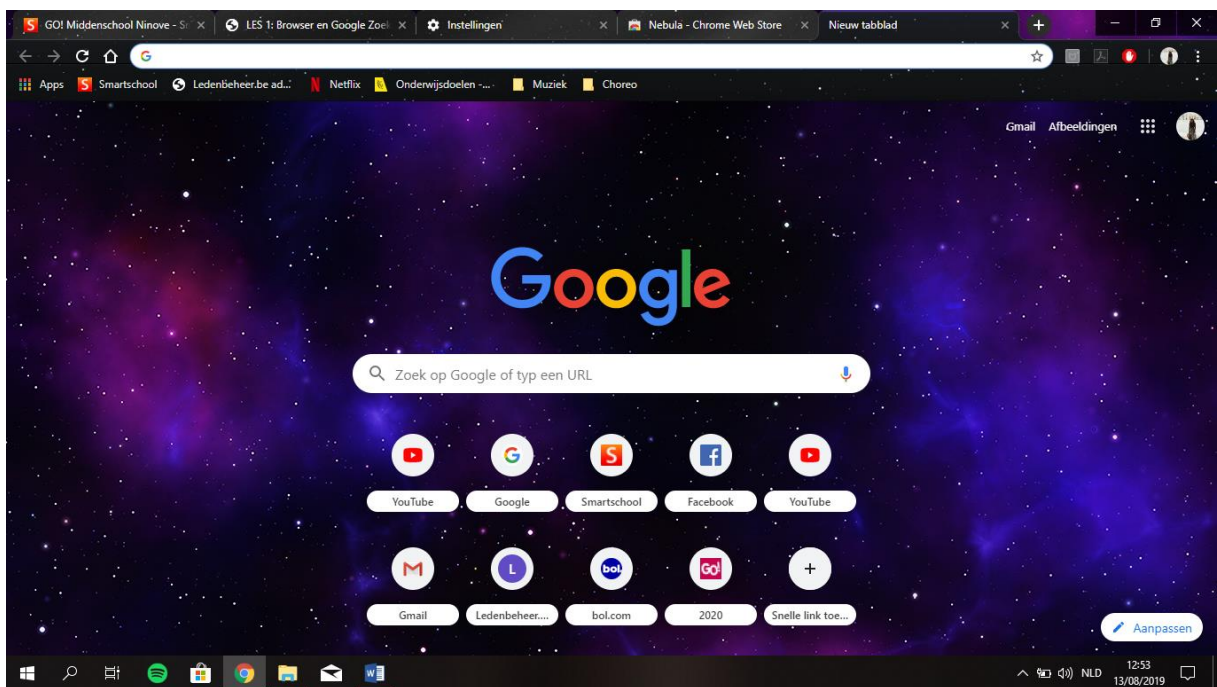 GO! Middenschool Ninove - Sr
LES 1: Browser en Google Zoek
Instellingen
Nebula - Chrome Web Store
Nieuw tabblad
Apps
Smartschool
Ledenbeheer.be ad...
Netflix
Onderwijsdoelen -...
Muziek
Choreo
Gmail
Afbeeldingen
Google
Zoek op Google of typ een URL
YouTube
Google
Smartschool
Facebook
YouTube
Gmail
Ledenbeheer....
bol.com
2020
Snelle link toe...
Aanpassen
NLD
12:53
13/08/2019